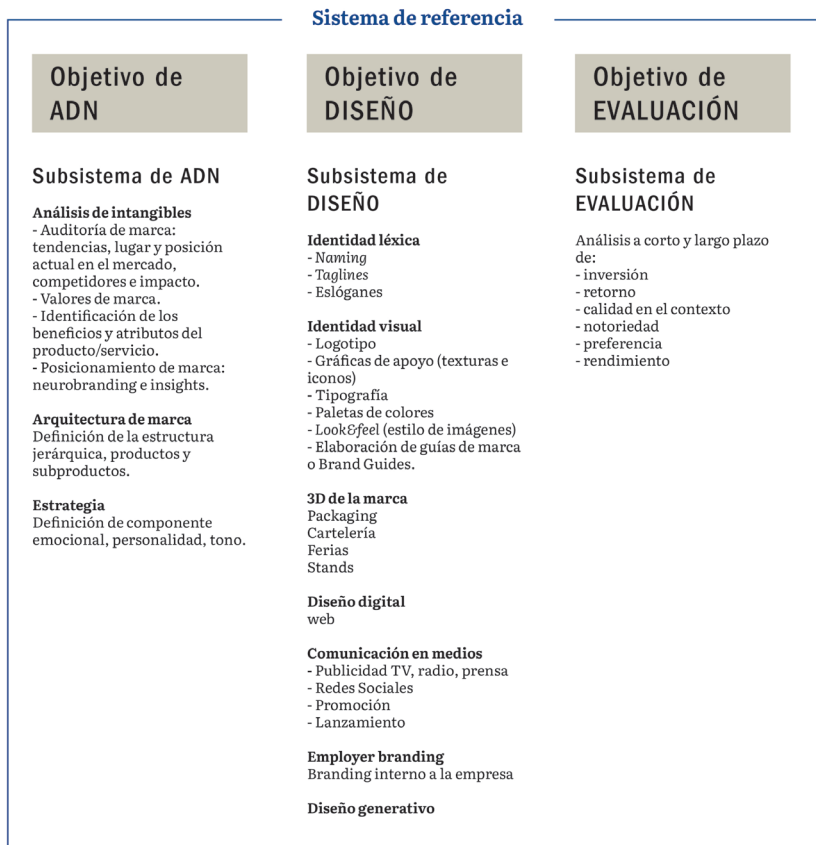 Sistema de referencia
Objetivo de
ADN
Subsistema de ADN
Análisis de intangibles
- Auditoría de marca:
tendencias, lugar y posición
actual en el mercado,
competidores e impacto.
- Valores de marca.
- Identificación de los
beneficios y atributos del
producto/servicio.
- Posicionamiento de marca:
neurobranding e insights.
Arquitectura de marca
Definición de la estructura
jerárquica, productos y
subproductos.
Estrategia
Definición de componente
emocional, personalidad, tono.
Objetivo de
DISEÑO
Subsistema de
DISEÑO
Identidad léxica
- Naming
- Taglines
- Eslóganes
Identidad visual
- Logotipo
- Gráficas de apoyo (texturas e
iconos)
- Tipografía
- Paletas de colores
- Look&feel (estilo de imágenes)
- Elaboración de guías de marca
o Brand Guides.
3D de la marca
Packaging
Cartelería
Ferias
Stands
Diseño digital
web
Comunicación en medios
- Publicidad TV, radio, prensa
- Redes Sociales
- Promoción
- Lanzamiento
Employer branding
Branding interno a la empresa
Diseño generativo
Objetivo de
EVALUACIÓN
Subsistema de
EVALUACIÓN
Análisis a corto y largo plazo
de:
- inversión
- retorno
- calidad en el contexto
- notoriedad
- preferencia
- rendimiento